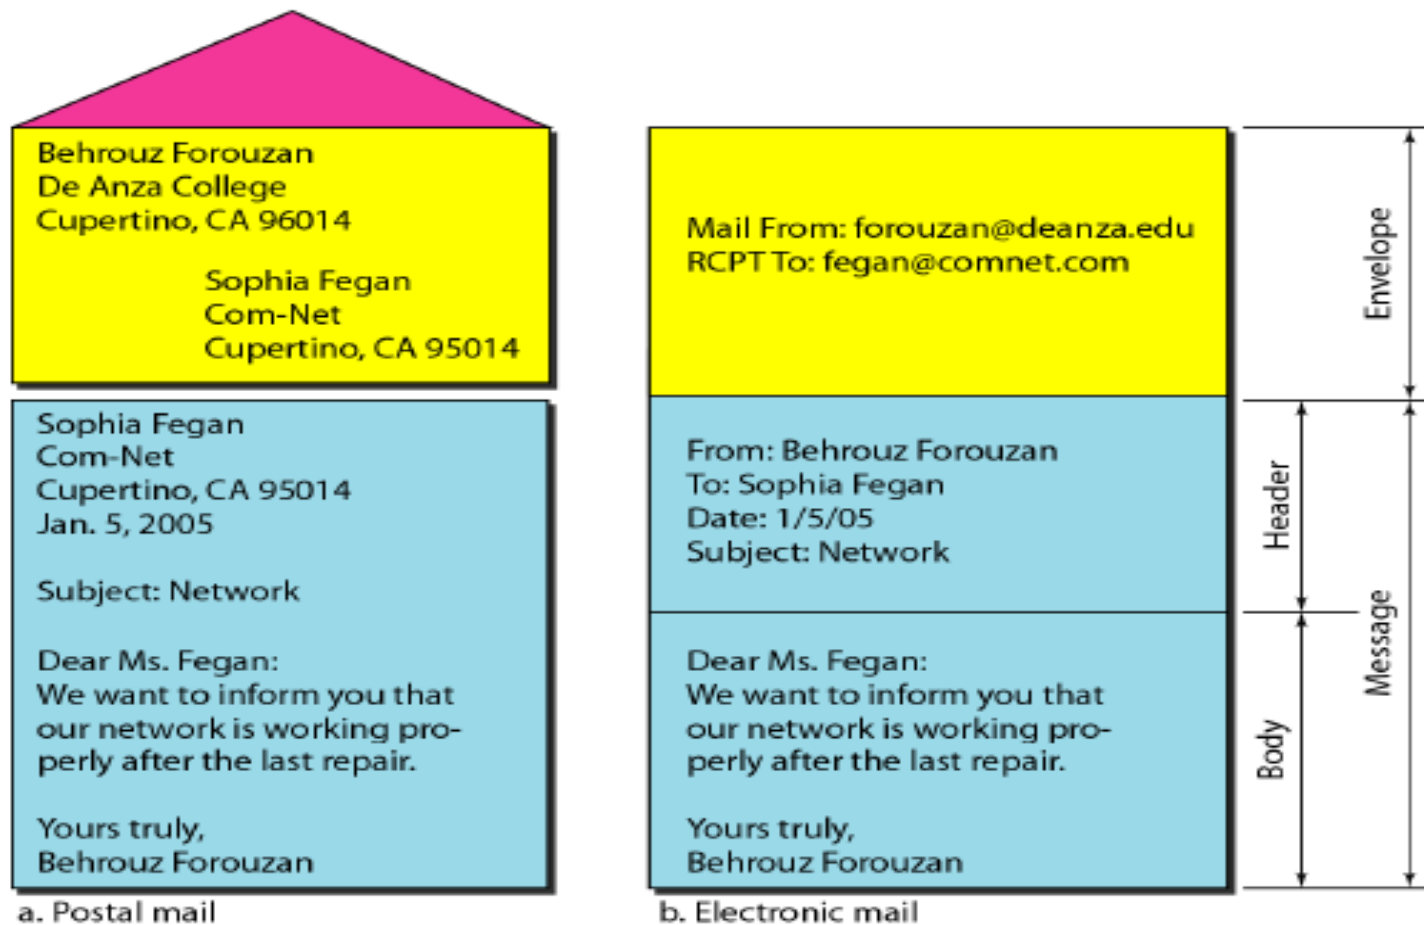 Behrouz Forouzan
De Anza College
Cupertino, CA 96014
Sophia Fegan
Com-Net
Cupertino, CA 95014
Sophia Fegan
Com-Net
Cupertino, CA 95014
Jan. 5, 2005
Subject: Network
Dear Ms. Fegan:
We want to inform you that
our network is working pro-
perly after the last repair.
Yours truly,
Behrouz Forouzan
a. Postal mail
Mail From: forouzan@deanza.edu
RCPT To: fegan@comnet.com
From: Behrouz Forouzan
To: Sophia Fegan
Date: 1/5/05
Subject: Network
Dear Ms. Fegan:
We want to inform you that
our network is working pro-
perly after the last repair.
Yours truly,
Behrouz Forouzan
b. Electronic mail
Envelope
Header
Message
Body